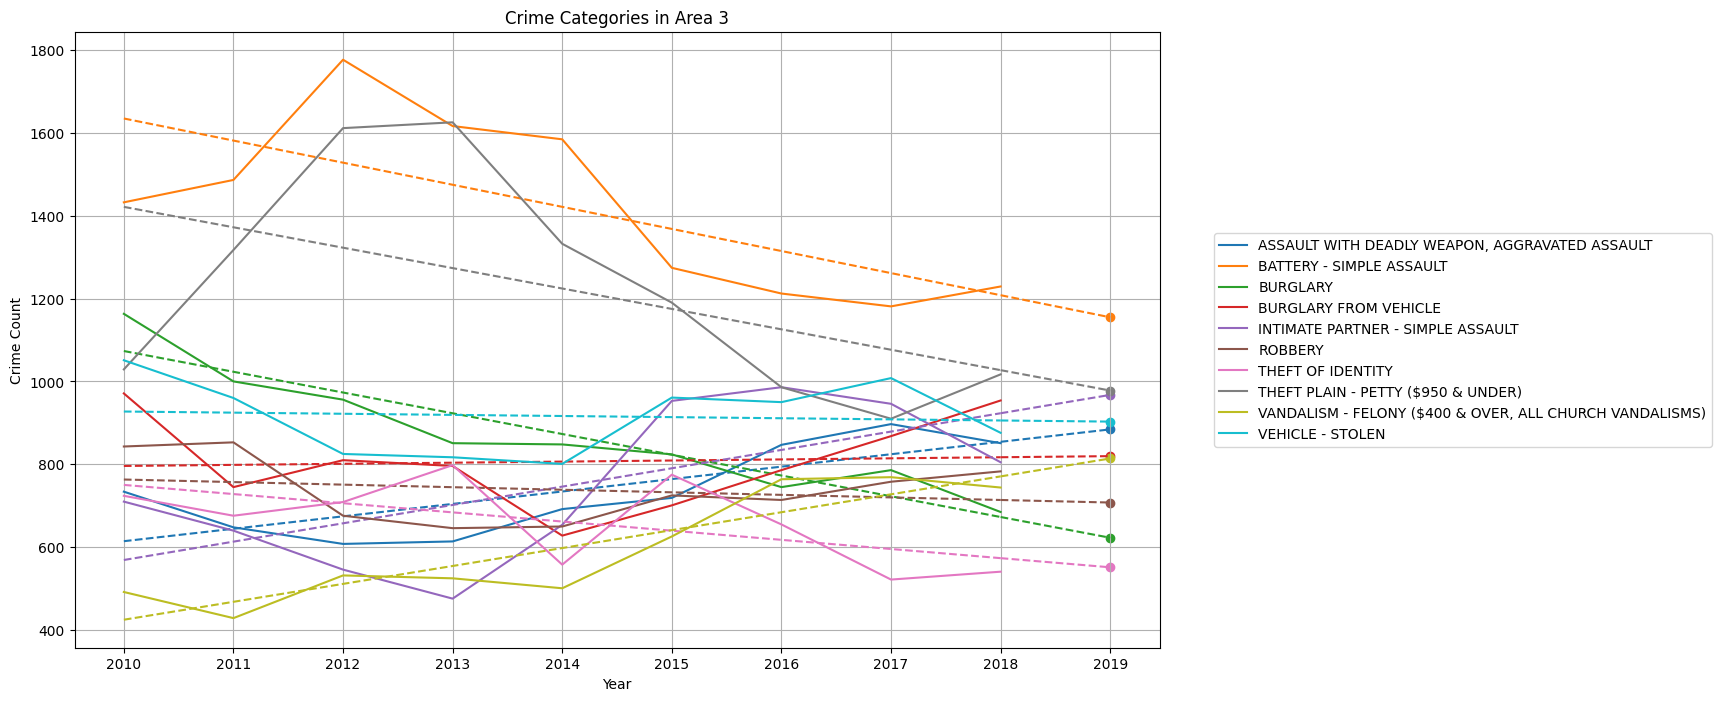 Crime Categories in Area 3
1800
1600
1400
1200
1000
800
600
400
Crime Count
2010 2011 2012 2013 2014 2015 2016 2017 2018 2019
Year
ASSAULT WITH DEADLY WEAPON, AGGRAVATED ASSAULT
BATTERY - SIMPLE ASSAULT
BURGLARY
BURGLARY FROM VEHICLE
INTIMATE PARTNER - SIMPLE ASSAULT
ROBBERY
THEFT OF IDENTITY
THEFT PLAIN - PETTY ($950 & UNDER)
VANDALISM - FELONY ($400 & OVER, ALL CHURCH VANDALISMS)
VEHICLE - STOLEN